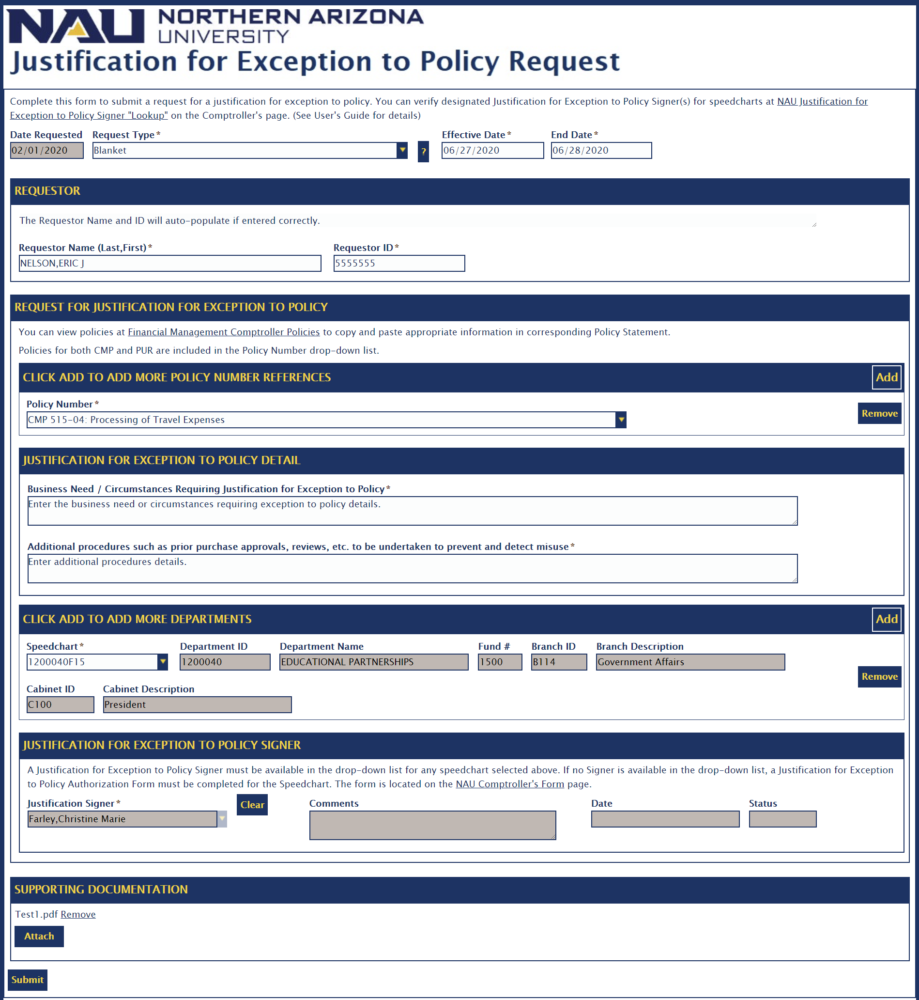 NAU NORTHERN ARIZONA
UNIVERSITY
Justification for Exception to Policy Request
Complete this form to submit a request for a justification for exception to policy. You can verify designated Justification for Exception to Policy Signer(s) for speedcharts at NAU Justification for
Exception to Policy Signer "Lookup" on the Comptroller's page. (See User's Guide for details)
Date Requested Request Type* Effective Date* End Date*
02/01/2020 Blanket ? 06/27/2020 06/28/2020
REQUESTOR
The Requestor Name and ID will auto-populate if entered correctly.
Requestor Name (Last,First)* Requestor ID*
NELSON,ERIC J 5555555
REQUEST FOR JUSTIFICATION FOR EXCEPTION TO POLICY
You can view policies at Financial Management Comptroller Policies to copy and paste appropriate information in corresponding Policy Statement.
Policies for both CMP and PUR are included in the Policy Number drop-down list.
CLICK ADD TO ADD MORE POLICY NUMBER REFERENCES Add
Policy Number*
CMP 515-04: Processing of Travel Expenses Remove
JUSTIFICATION FOR EXCEPTION TO POLICY DETAIL
Business Need / Circumstances Requiring Justification for Exception to Policy*
Enter the business need or circumstances requiring exception to policy details.
Additional procedures such as prior purchase approvals, reviews, etc. to be undertaken to prevent and detect misuse*
Enter additional procedures details.
CLICK ADD TO ADD MORE DEPARTMENTS Add
Speedchart* Department ID Department Name Fund # Branch ID Branch Description
1200040F15 1200040 EDUCATIONAL PARTNERSHIPS 1500 B114 Government Affairs
Remove
Cabinet ID Cabinet Description
C100 President
JUSTIFICATION FOR EXCEPTION TO POLICY SIGNER
A Justification for Exception to Policy Signer must be available in the drop-down list for any speedchart selected above. If no Signer is available in the drop-down list, a Justification for Exception
to Policy Authorization Form must be completed for the Speedchart. The form is located on the NAU Comptroller's Form page.
Justification Signer* Clear Comments Date Status
Farley,Christine Marie
SUPPORTING DOCUMENTATION
Test1.pdf Remove
Attach
Submit